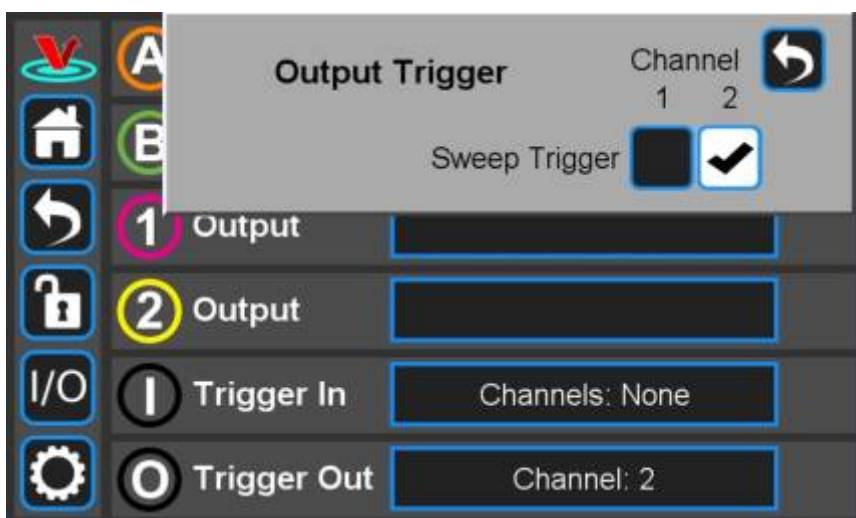 A
Output Trigger
Channel
1 2
Sweep Trigger
B
1 Output
2 Output
I/O
I Trigger In
Channels: None
O Trigger Out
Channel: 2